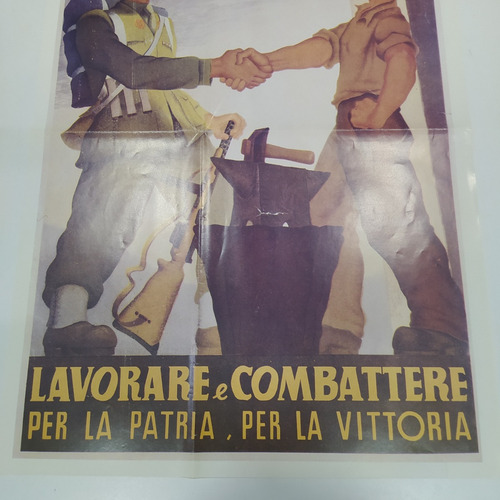 LAVORARE e COMBATTERE
PER LA PATRIA, PER LA VITTORIA